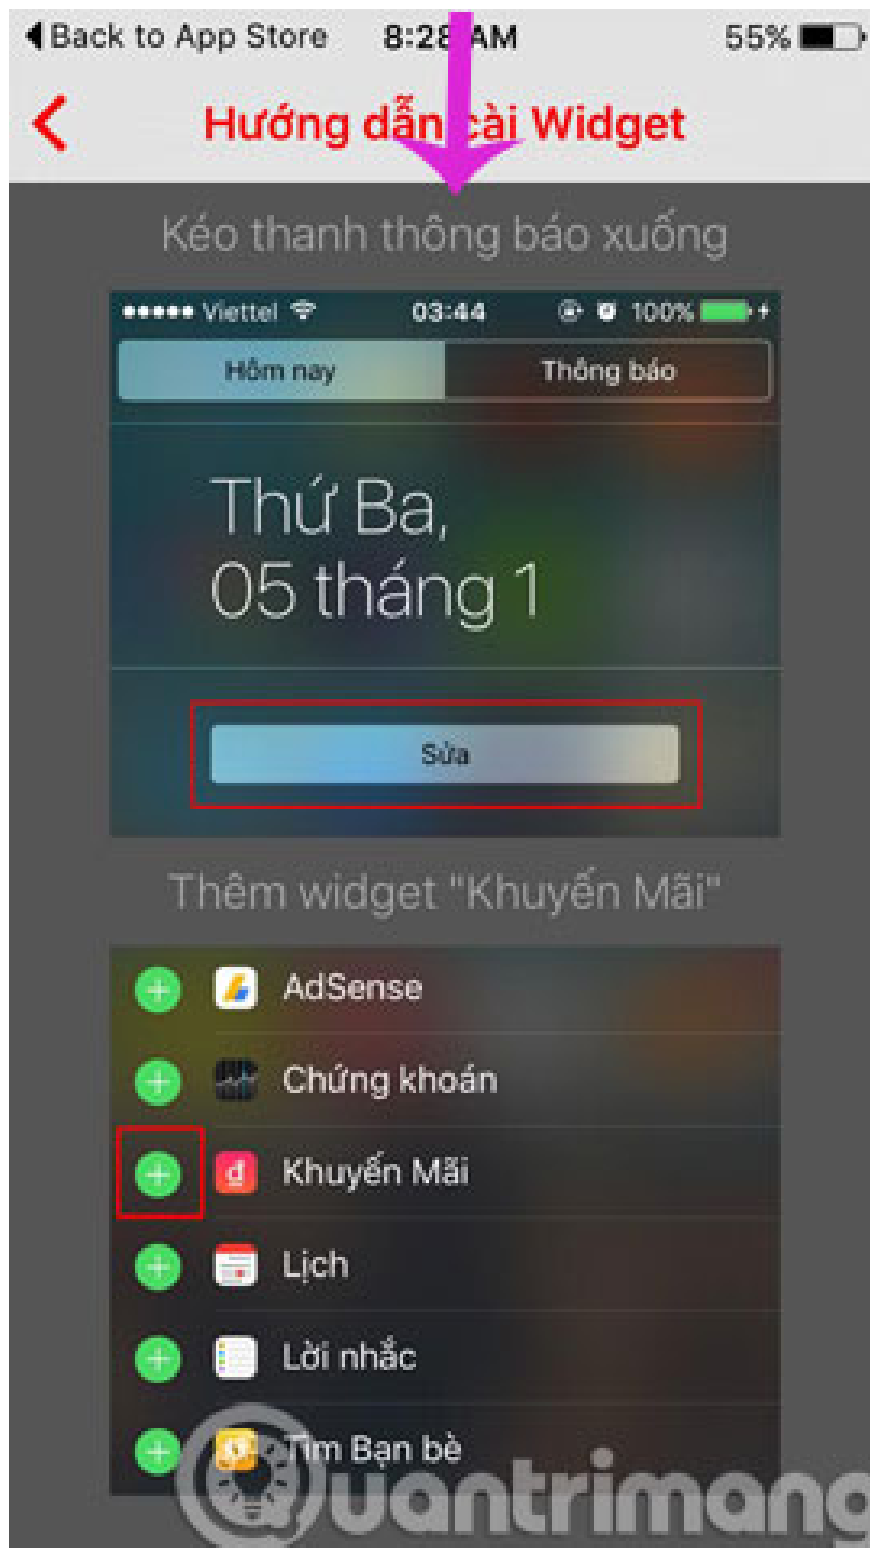 Back to App Store 8:28 AM 55%
Hướng dẫn cài Widget
Kéo thanh thông báo xuống
Viettel 03:44 100%
Hôm nay Thông báo
Thứ Ba,
05 tháng 1
Sửa
Thêm widget "Khuyến Mãi"
AdSense
Chứng khoán
đ Khuyến Mãi
Lịch
Lời nhắc
Tìm Bạn bè
Quantrimang